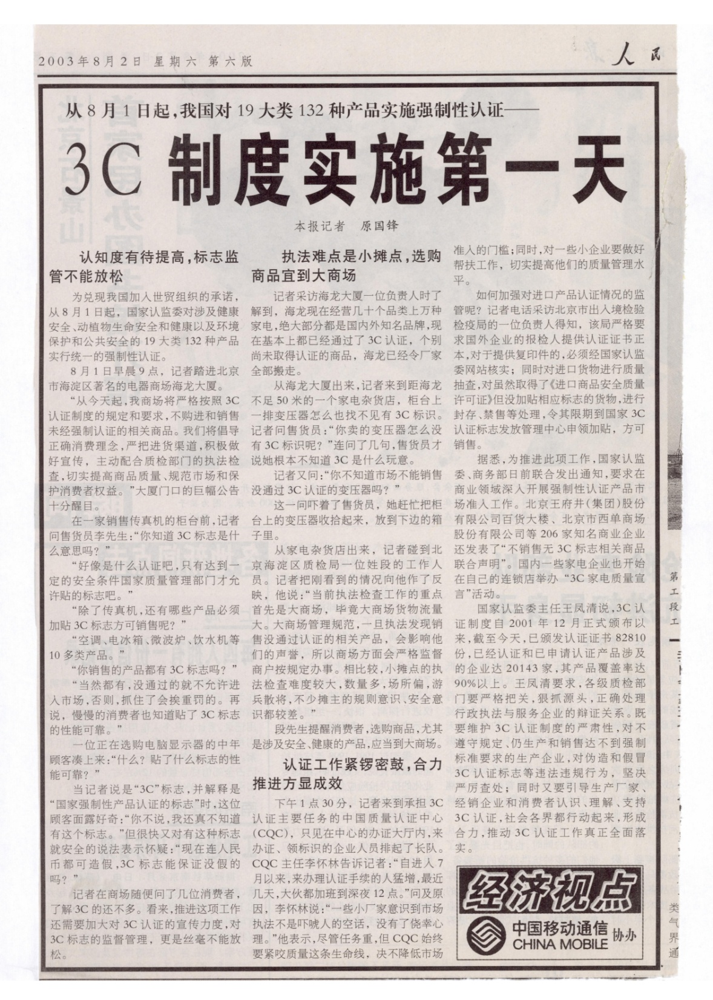 2003年8月2日 星期六 第六版
人民
从8月1日起,我国对19大类132种产品实施强制性认证——
3C 制度实施第一天
本报记者 原国锋
认知度有待提高,标志监
管不能放松
为兑现我国加入世贸组织的承诺,
从8月1日起，国家认监委对涉及健康
安全、动植物生命安全和健康以及环境
保护和公共安全的19大类132种产品
实行统一的强制性认证。
8月1日早晨9点，记者踏进北京
市海淀区著名的电器商场海龙大厦。
“从今天起,我商场将严格按照3C
认证制度的规定和要求,不购进和销售
未经强制认证的相关商品。我们将倡导
正确消费理念,严把进货渠道,积极做
好宣传，主动配合质检部门的执法检
查,切实提高商品质量、规范市场和保
护消费者权益。”大厦门口的巨幅公告
十分醒目。
在一家销售传真机的柜台前,记者
问售货员李先生:“你知道3C标志是什
么意思吗？”
“好像是什么认证吧,只有达到一
定的安全条件国家质量管理部门才允
许贴的标志吧。”
“除了传真机,还有哪些产品必须
加贴3C标志方可销售呢？”
“空调、电冰箱、微波炉、饮水机等
10多类产品。”
“你销售的产品都有3C标志吗？”
“当然都有,没通过的就不允许进
入市场,否则,抓住了会挨重罚的。再
说，慢慢的消费者也知道贴了3C标志
的性能可靠。”
一位正在选购电脑显示器的中年
顾客凑上来:“什么？贴了什么标志的性
能可靠？”
当记者说是“3C”标志,并解释是
“国家强制性产品认证的标志”时,这位
顾客面露好奇:“你不说,我还真不知道
有这个标志。”但很快又对有这种标志
就安全的说法表示怀疑:“现在连人民
币都可造假,3C标志能保证没假的
吗？”
记者在商场随便问了几位消费者,
了解3C的还不多。看来,推进这项工作
还需要加大对3C认证的宣传力度,对
3C标志的监督管理，更是丝毫不能放
松。
执法难点是小摊点,选购
商品宜到大商场
记者采访海龙大厦一位负责人时了
解到，海龙现在经营几十个品类上万种
家电,绝大部分都是国内外知名品牌,现
在基本上都已经通过了3C认证，个别
尚未取得认证的商品，海龙已经令厂家
全部搬走。
从海龙大厦出来,记者来到距海龙
不足50米的一个家电杂货店，柜台上
一排变压器怎么也找不见有3C标识。
记者问售货员:“你卖的变压器怎么没
有3C标识呢？”连问了几句,售货员才
说她根本不知道3C是什么玩意。
记者又问:“你不知道市场不能销售
没通过3C认证的变压器吗？”
这一问吓着了售货员，她赶忙把柜
台上的变压器收拾起来，放到下边的箱
子里。
从家电杂货店出来，记者碰到北
京海淀区质检局一位姓段的工作人
员。记者把刚看到的情况向他作了反
映，他说:“当前执法检查工作的重点
首先是大商场，毕竟大商场货物流量
大。大商场管理规范,一旦执法发现销
售没通过认证的相关产品，会影响他
们的声誉，所以商场方面会严格监督
商户按规定办事。相比较,小摊点的执
法检查难度较大,数量多,场所偏,游
兵散将,不少摊主的规则意识、安全意
识都较差。”
段先生提醒消费者,选购商品,尤其
是涉及安全、健康的产品,应当到大商场。
认证工作紧锣密鼓,合力
推进方显成效
下午1点30分，记者来到承担3C
认证主要任务的中国质量认证中心
(CQC)，只见在中心的办证大厅内,来
办证、领标识的企业人员排起了长队。
CQC主任李怀林告诉记者:“自进入7
月以来,来办理认证手续的人猛增,最近
几天,大伙都加班到深夜12点。”问及原
因，李怀林说:“一些小厂家意识到市场
执法不是吓唬人的空话，没有了侥幸心
理。”他表示,尽管任务重,但CQC始终
要紧咬质量这条生命线，决不降低市场
准入的门槛;同时,对一些小企业要做好
帮扶工作，切实提高他们的质量管理水
平。
如何加强对进口产品认证情况的监
管呢？记者电话采访北京市出入境检验
检疫局的一位负责人得知，该局严格要
求国外企业的报检人提供认证证书正
本,对于提供复印件的,必须经国家认监
委网站核实；同时对进口货物进行质量
抽查,对虽然取得了《进口商品安全质量
许可证》但没加贴相应标志的货物,进行
封存、禁售等处理,令其限期到国家3C
认证标志发放管理中心申领加贴，方可
销售。
据悉,为推进此项工作,国家认监
委、商务部日前联合发出通知,要求在
商业领域深入开展强制性认证产品市
场准入工作。北京王府井(集团)股份
有限公司百货大楼、北京市西单商场
股份有限公司等206家知名商业企业
还发表了“不销售无3C标志相关商品
联合声明”。国内一些家电企业也开始
在自己的连锁店举办“3C家电质量宣
言”活动。
国家认监委主任王凤清说,3C认
证制度自2001年12月正式颁布以
来,截至今天,已颁发认证证书82810
份,已经认证和已申请认证产品涉及
的企业达20143家,其产品覆盖率达
90%以上。王凤清要求,各级质检部
门要严格把关,狠抓源头,正确处理
行政执法与服务企业的辩证关系。既
要维护3C认证制度的严肃性,对不
遵守规定、仍生产和销售达不到强制
标准要求的生产企业,对伪造和假冒
3C认证标志等违法违规行为，坚决
严厉查处；同时又要引导生产厂家、
经销企业和消费者认识、理解、支持
3C认证,社会各界都行动起来,形成
合力,推动3C认证工作真正全面落
实。
经济视点
中国移动通信
CHINA MOBILE
协办
第
工
段
工
类
气
界
通